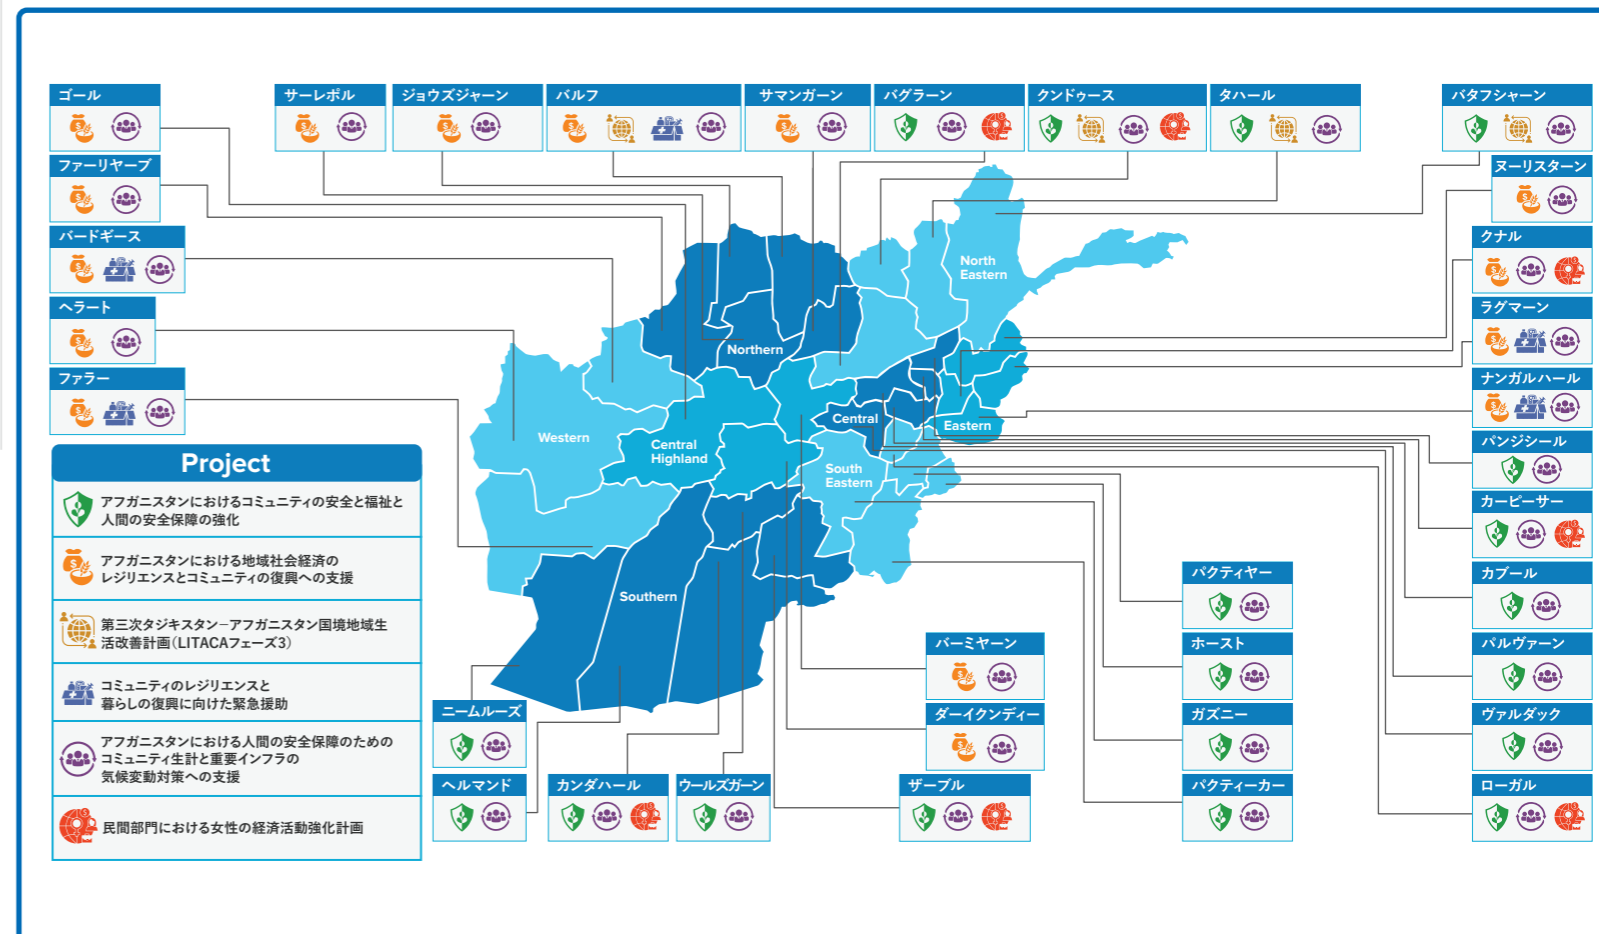 ゴール
サーレポル
ジョウズジャーン
バルフ
サマンガーン
バグラーン
クンドゥース
タハール
バタフシャーン
ファーリヤーブ
ヌーリスターン
バードギース
クナル
ヘラート
ラグマーン
ファラー
ナンガルハール
パンジシール
カーピーサー
カブール
パルヴァーン
ヴァルダック
ローガル
North
Eastern
Northern
Western
Central
Highland
Central
Eastern
South
Eastern
Southern
Project
アフガニスタンにおけるコミュニティの安全と福祉と
人間の安全保障の強化
アフガニスタンにおける地域社会経済の
レジリエンスとコミュニティの復興への支援
第三次タジキスタン−アフガニスタン国境地域生
活改善計画(LITACAフェーズ3)
コミュニティのレジリエンスと
暮らしの復興に向けた緊急援助
アフガニスタンにおける人間の安全保障のための
コミュニティ生計と重要インフラの
気候変動対策への支援
民間部門における女性の経済活動強化計画
パクティヤー
ホースト
ガズニー
パクティーカー
バーミヤーン
ダーイクンディー
ザーブル
ニームルーズ
ヘルマンド
カンダハール
ウールズガーン